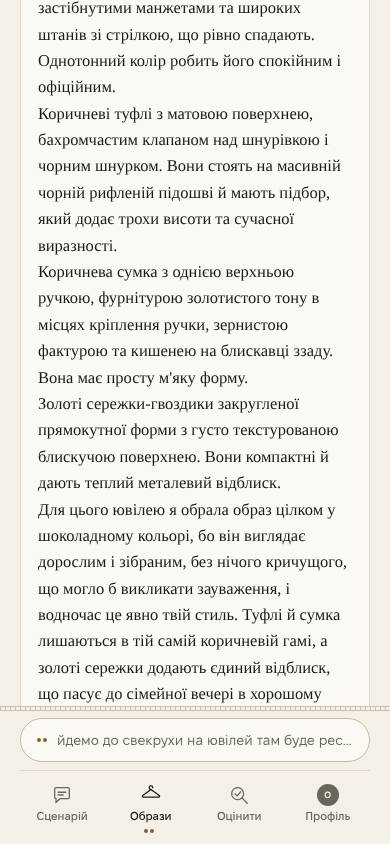 застібнутими манжетами та широких
штанів зі стрілкою, що рівно спадають.
Однотонний колір робить його спокійним і
офіційним.
Коричневі туфлі з матовою поверхнею,
бахромчастим клапаном над шнурівкою і
чорним шнурком. Вони стоять на масивній
чорній рифленій підошві й мають підбор,
який додає трохи висоти та сучасної
виразності.
Коричнева сумка з однією верхньою
ручкою, фурнітурою золотистого тону в
місцях кріплення ручки, зернистою
фактурою та кишенею на блискавці ззаду.
Вона має просту м'яку форму.
Золоті сережки-гвоздики закругленої
прямокутної форми з густо текстурованою
блискучою поверхнею. Вони компактні й
дають теплий металевий відблиск.
Для цього ювілею я обрала образ цілком у
шоколадному кольорі, бо він виглядає
дорослим і зібраним, без нічого кричущого,
що могло б викликати зауваження, і
водночас це явно твій стиль. Туфлі й сумка
лишаються в тій самій коричневій гамі, а
золоті сережки додають єдиний відблиск,
що пасує до сімейної вечері в хорошому
йдемо до свекрухи на ювілей там буде рес...
Сценарій
Образи
Оцінити
О
Профіль